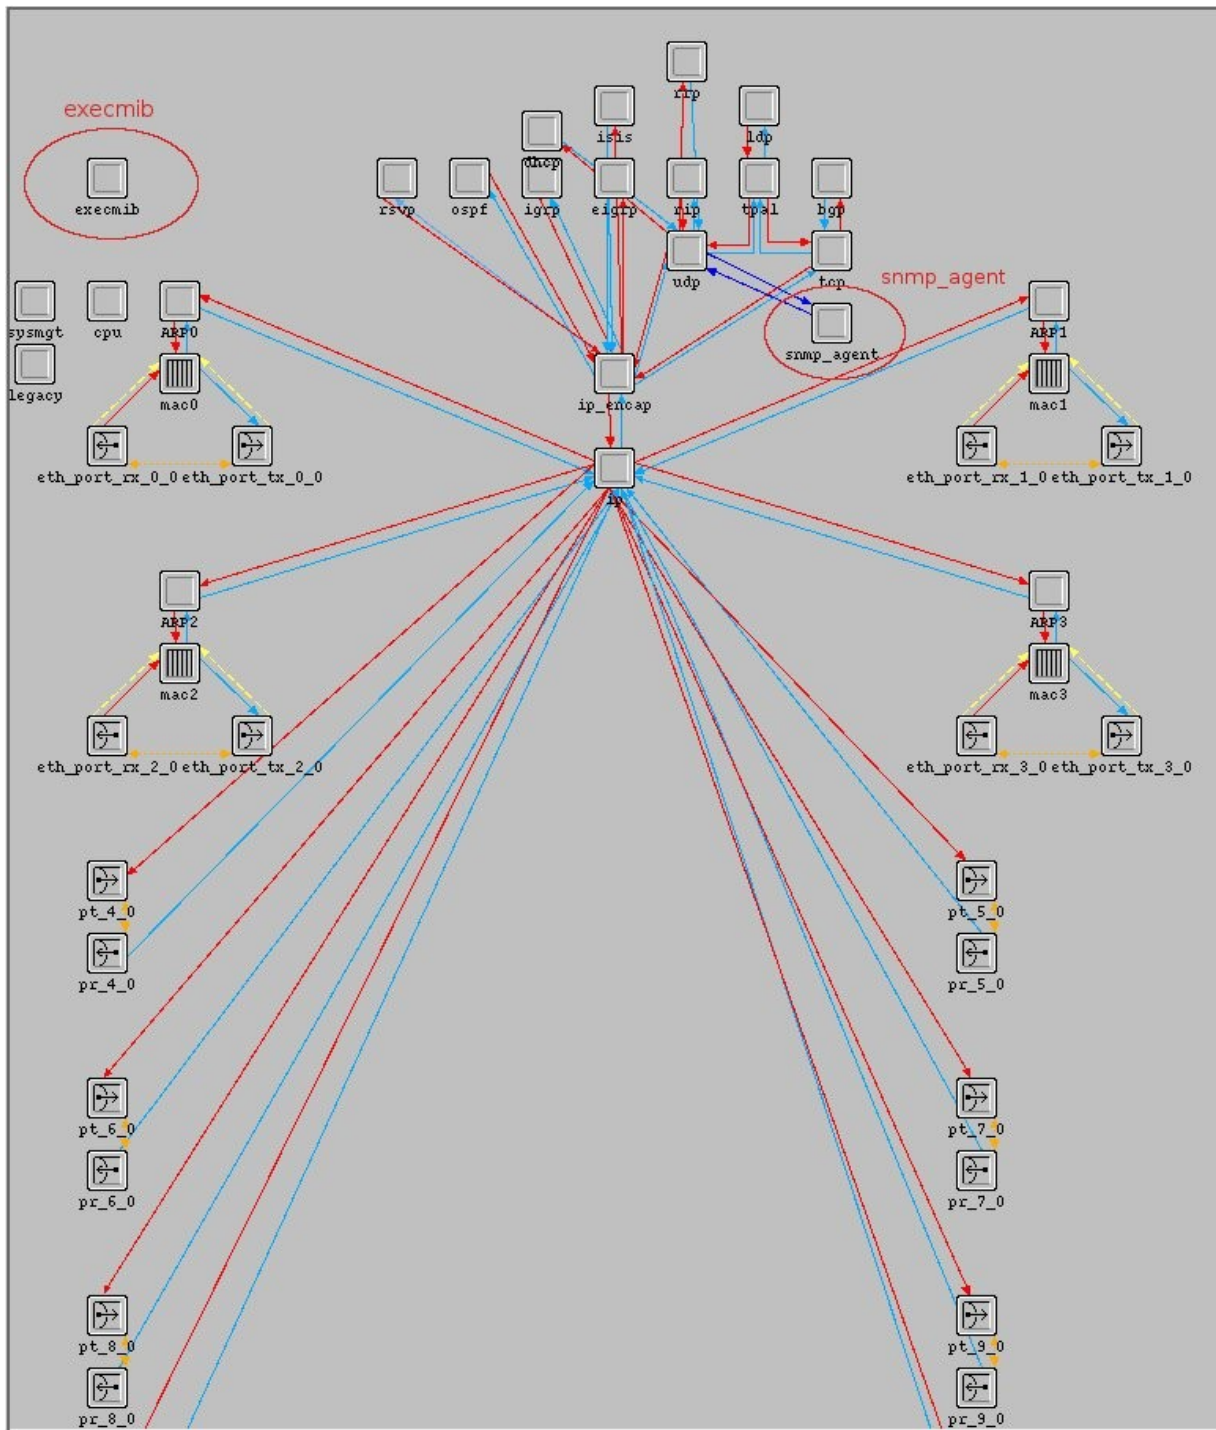 rrp
execmib
isis
ldp
dhcp
execmib
rsvp
ospf
igrp
eigrp
rip
tpal
bgp
udp
tcp
snmp_agent
sysmgt
cpu
ARP0
ARP1
snmp_agent
legacy
mac0
ip_encap
mac1
eth_port_rx_0_0
eth_port_tx_0_0
eth_port_rx_1_0
eth_port_tx_1_0
ip
ARP2
ARP3
mac2
mac3
eth_port_rx_2_0
eth_port_tx_2_0
eth_port_rx_3_0
eth_port_tx_3_0
pt_4_0
pt_5_0
pr_4_0
pr_5_0
pt_6_0
pt_7_0
pr_6_0
pr_7_0
pt_8_0
pt_9_0
pr_8_0
pr_9_0